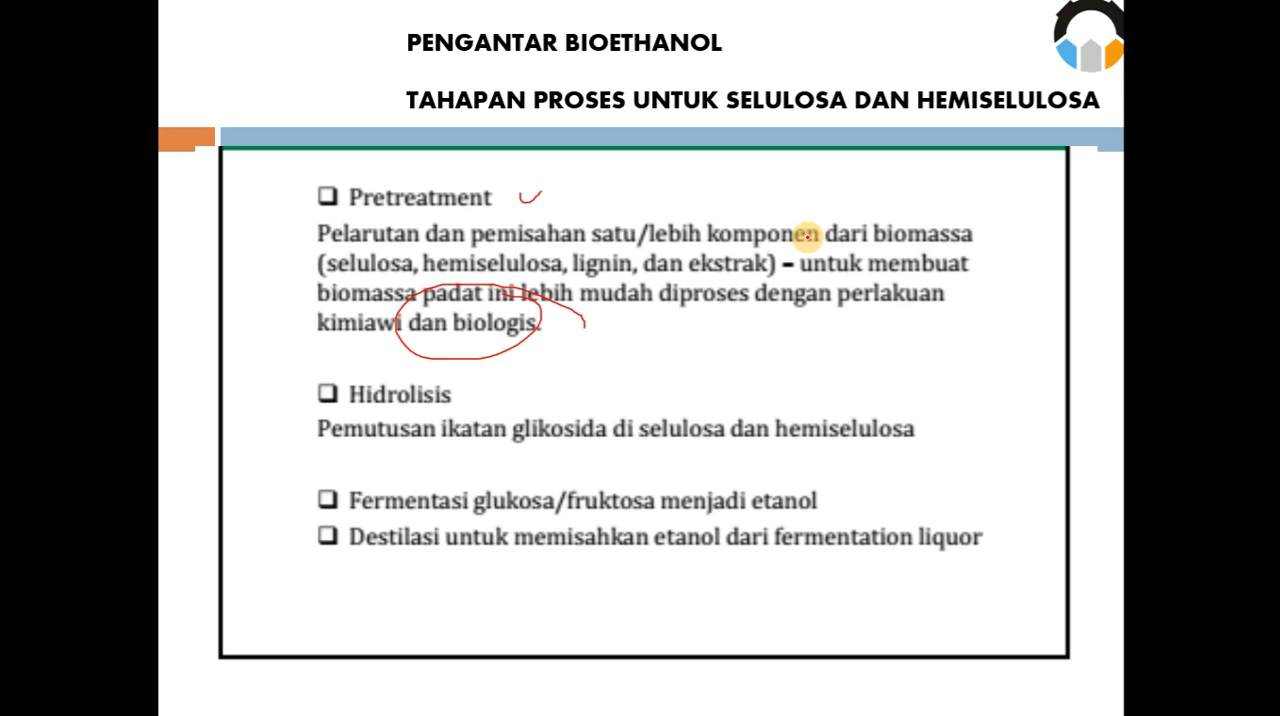 PENGANTAR BIOETHANOL
TAHAPAN PROSES UNTUK SELULOSA DAN HEMISELULOSA
❑ Pretreatment
Pelarutan dan pemisahan satu/lebih komponen dari biomassa
(selulosa, hemiselulosa, lignin, dan ekstrak) – untuk membuat
biomassa padat ini lebih mudah diproses dengan perlakuan
kimiawi dan biologis.
❑ Hidrolisis
Pemutusan ikatan glikosida di selulosa dan hemiselulosa
❑ Fermentasi glukosa/fruktosa menjadi etanol
❑ Destilasi untuk memisahkan etanol dari fermentation liquor